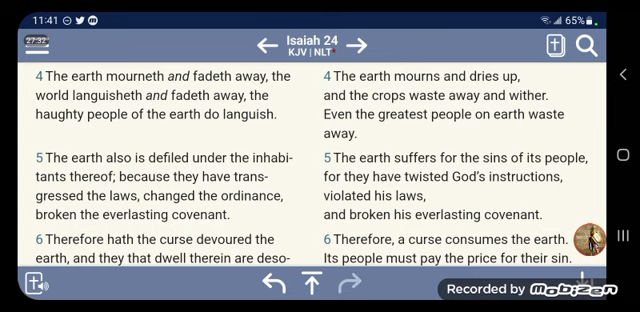 11:41
65%
27:32
Isaiah 24
KJV | NLT*
4 The earth mourneth and fadeth away, the
world languisheth and fadeth away, the
haughty people of the earth do languish.
4 The earth mourns and dries up,
and the crops waste away and wither.
Even the greatest people on earth waste
away.
5 The earth also is defiled under the inhabi-
tants thereof; because they have trans-
gressed the laws, changed the ordinance,
broken the everlasting covenant.
5 The earth suffers for the sins of its people,
for they have twisted God’s instructions,
violated his laws,
and broken his everlasting covenant.
6 Therefore hath the curse devoured the
earth, and they that dwell therein are deso-
6 Therefore, a curse consumes the earth.
Its people must pay the price for their sin.
Recorded by Mobizen